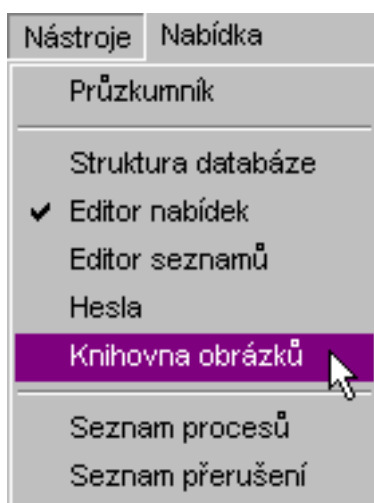 Nástroje Nabídka
Průzkumník
Struktura databáze
Editor nabídek
Editor seznamů
Hesla
Knihovna obrázků
Seznam procesů
Seznam přerušení